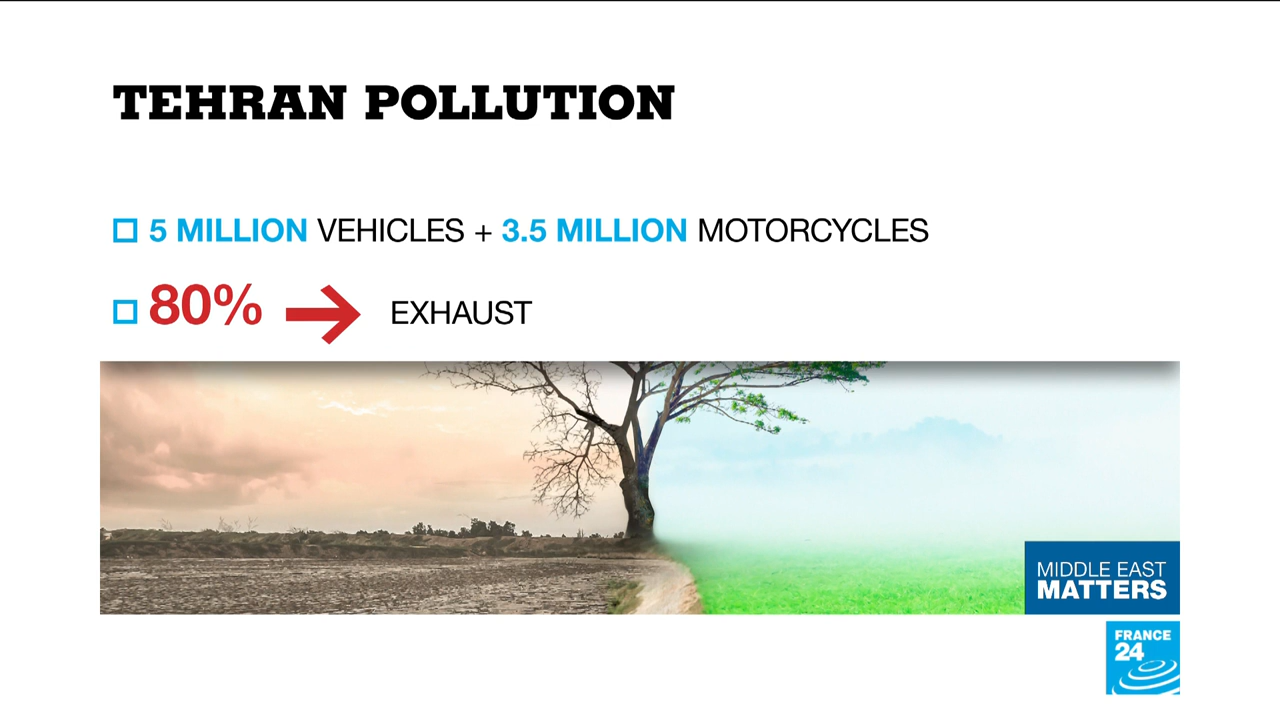 TEHRAN POLLUTION
5 MILLION VEHICLES + 3.5 MILLION MOTORCYCLES
80% → EXHAUST
MIDDLE EAST
MATTERS
FRANCE
24